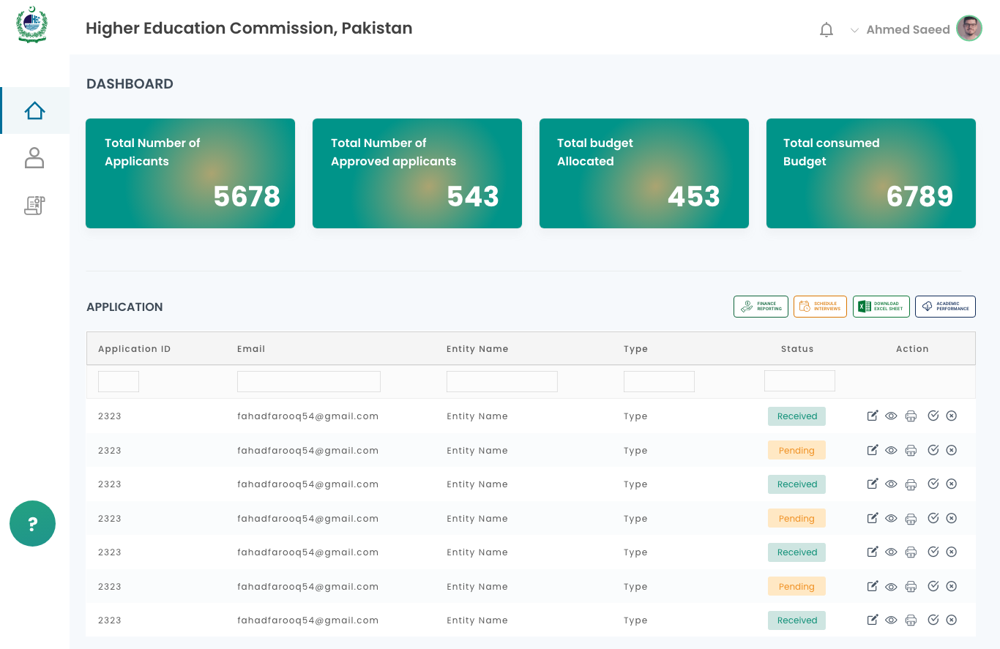 HEC
Higher Education Commission, Pakistan
Ahmed Saeed
DASHBOARD
Total Number of
Applicants
5678
Total Number of
Approved applicants
543
Total budget
Allocated
453
Total consumed
Budget
6789
APPLICATION
FINANCE
REPORTING
SCHEDULE
INTERVIEWS
DOWNLOAD
EXCEL SHEET
ACADEMIC
PERFORMANCE
Application ID Email Entity Name Type Status Action
2323 fahadfarooq54@gmail.com Entity Name Type Received
2323 fahadfarooq54@gmail.com Entity Name Type Pending
2323 fahadfarooq54@gmail.com Entity Name Type Received
2323 fahadfarooq54@gmail.com Entity Name Type Pending
2323 fahadfarooq54@gmail.com Entity Name Type Received
2323 fahadfarooq54@gmail.com Entity Name Type Pending
2323 fahadfarooq54@gmail.com Entity Name Type Received
?